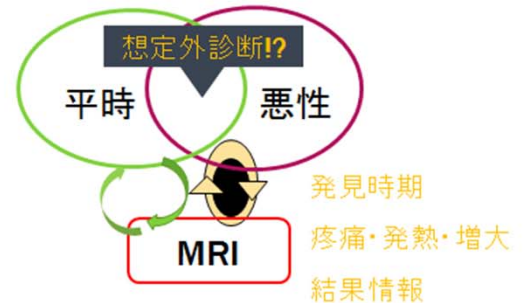 想定外診断!?
平時
悪性
発見時期
疼痛・発熱・増大
MRI
結果情報